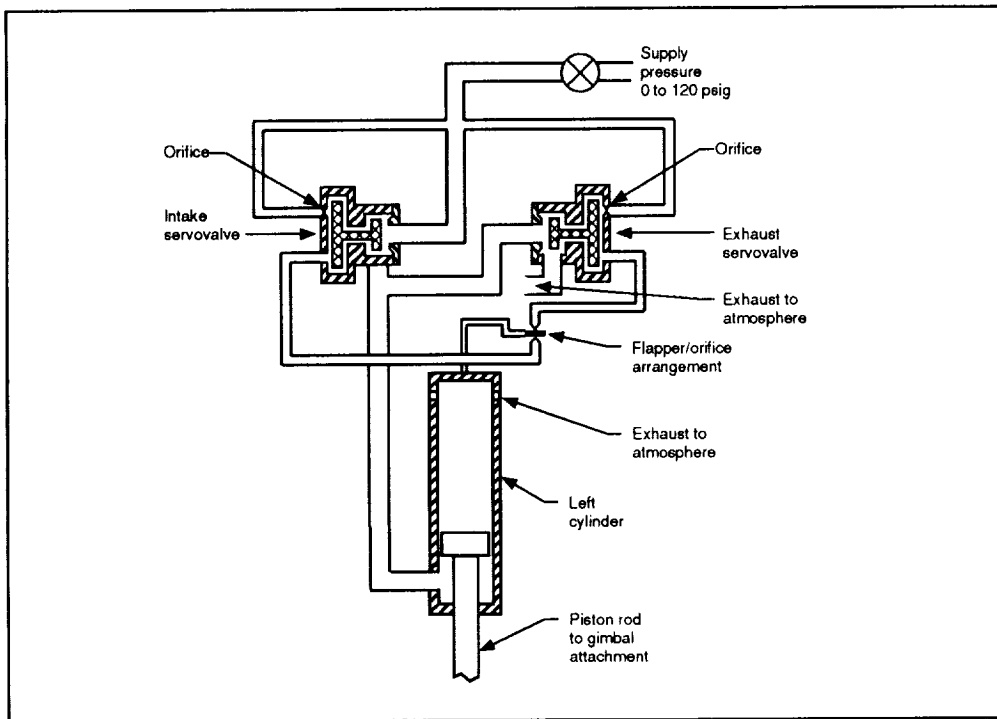 Supply
pressure
0 to 120 psig
Orifice
Orifice
Intake
servovalve
Exhaust
servovalve
Exhaust to
atmosphere
Flapper/orifice
arrangement
Exhaust to
atmosphere
Left
cylinder
Piston rod
to gimbal
attachment